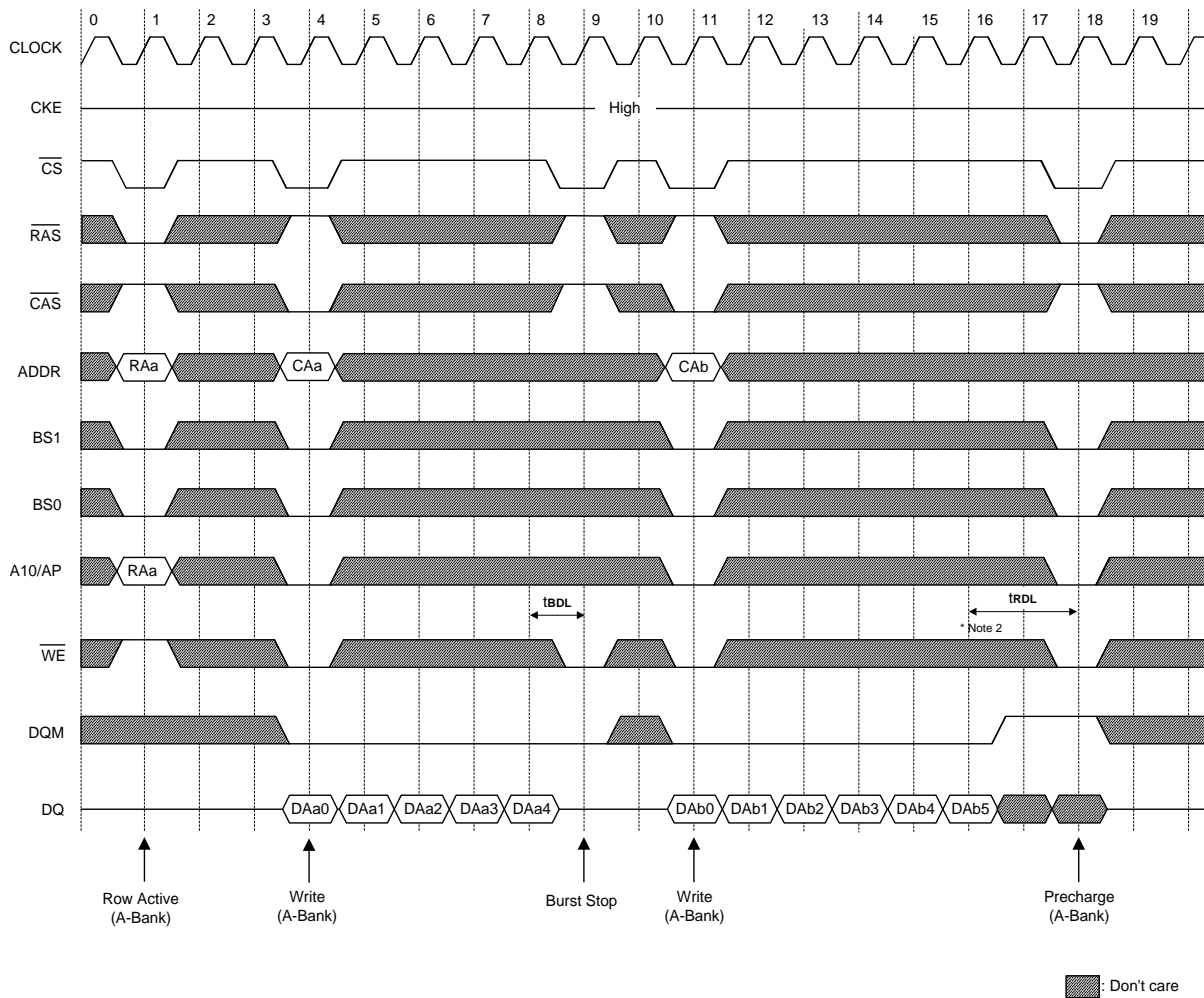 0 1 2 3 4 5 6 7 8 9 10 11 12 13 14 15 16 17 18 19
CLOCK
CKE High
CS
RAS
CAS
ADDR RAa CAa CAb
BS1
BS0
A10/AP RAa
tBDL tRDL
* Note 2
WE
DQM
DQ DAa0 DAa1 DAa2 DAa3 DAa4 DAb0 DAb1 DAb2 DAb3 DAb4 DAb5
Row Active Write Burst Stop Write Precharge
(A-Bank) (A-Bank) (A-Bank) (A-Bank)
: Don't care